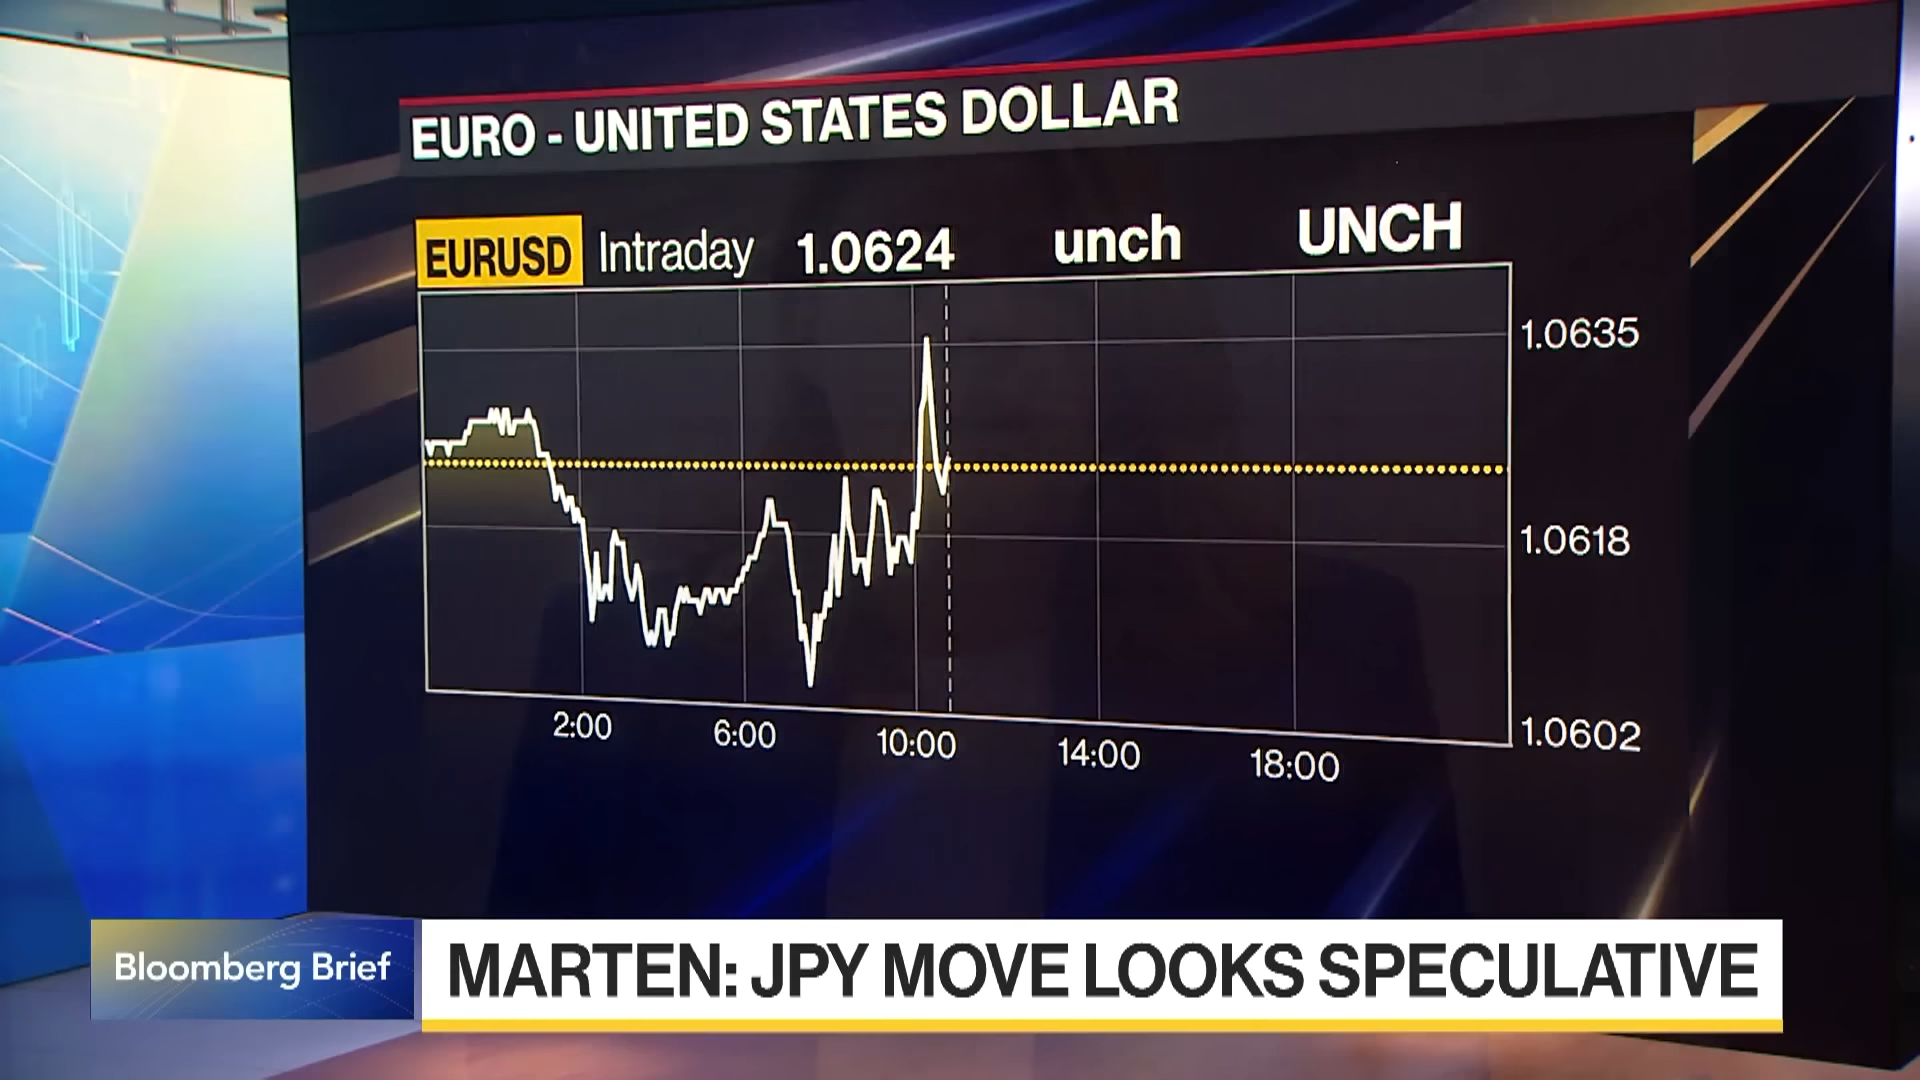 EURO - UNITED STATES DOLLAR
EURUSD Intraday 1.0624 unch UNCH
1.0635
1.0618
1.0602
2:00 6:00 10:00 14:00 18:00
Bloomberg Brief
MARTEN: JPY MOVE LOOKS SPECULATIVE